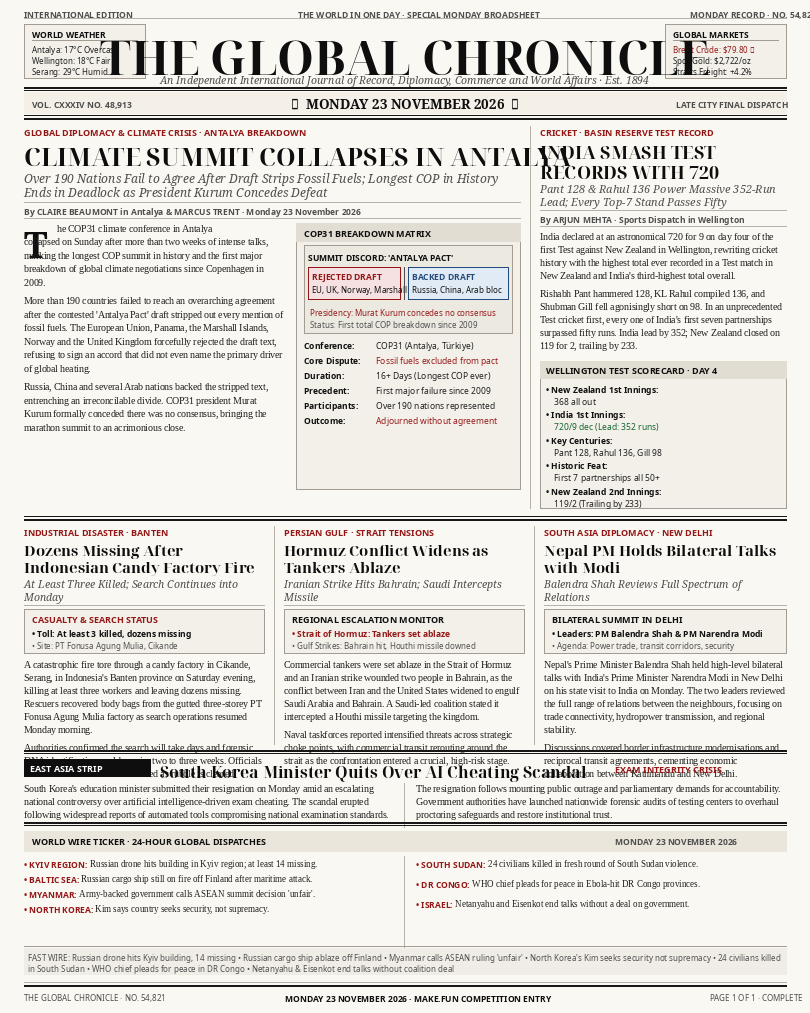 INTERNATIONAL EDITION
THE WORLD IN ONE DAY · SPECIAL MONDAY BROADSHEET
MONDAY RECORD · NO. 54,82
WORLD WEATHER
Antalya: 17°C Overcas
Wellington: 18°C Fair
Serang: 29°C Humid
THE GLOBAL CHRONICLE
An Independent International Journal of Record, Diplomacy, Commerce and World Affairs · Est. 1894
GLOBAL MARKETS
Brent Crude: $79.80
Spot Gold: $2,722/oz
Straits Freight: +4.2%
VOL. CXXXIV NO. 48,913
MONDAY 23 NOVEMBER 2026
LATE CITY FINAL DISPATCH
GLOBAL DIPLOMACY & CLIMATE CRISIS · ANTALYA BREAKDOWN
CLIMATE SUMMIT COLLAPSES IN ANTALYA
Over 190 Nations Fail to Agree After Draft Strips Fossil Fuels; Longest COP in History
Ends in Deadlock as President Kurum Concedes Defeat
By CLAIRE BEAUMONT in Antalya & MARCUS TRENT · Monday 23 November 2026
The COP31 climate conference in Antalya
collapsed on Sunday after more than two weeks of intense talks,
marking the longest COP summit in history and the first major
breakdown of global climate negotiations since Copenhagen in
2009.
More than 190 countries failed to reach an overarching agreement
after the contested 'Antalya Pact' draft stripped out every mention of
fossil fuels. The European Union, Panama, the Marshall Islands,
Norway and the United Kingdom forcefully rejected the draft text,
refusing to sign an accord that did not even name the primary driver
of global heating.
Russia, China and several Arab nations backed the stripped text,
entrenching an irreconcilable divide. COP31 president Murat
Kurum formally conceded there was no consensus, bringing the
marathon summit to an acrimonious close.
COP31 BREAKDOWN MATRIX
SUMMIT DISCORD: 'ANTALYA PACT'
REJECTED DRAFT
EU, UK, Norway, Marshall
BACKED DRAFT
Russia, China, Arab bloc
Presidency: Murat Kurum concedes no consensus
Status: First total COP breakdown since 2009
Conference: COP31 (Antalya, Türkiye)
Core Dispute: Fossil fuels excluded from pact
Duration: 16+ Days (Longest COP ever)
Precedent: First major failure since 2009
Participants: Over 190 nations represented
Outcome: Adjourned without agreement
CRICKET · BASIN RESERVE TEST RECORD
INDIA SMASH TEST
RECORDS WITH 720
Pant 128 & Rahul 136 Power Massive 352-Run
Lead; Every Top-7 Stand Passes Fifty
By ARJUN MEHTA · Sports Dispatch in Wellington
India declared at an astronomical 720 for 9 on day four of the
first Test against New Zealand in Wellington, rewriting cricket
history with the highest total ever recorded in a Test match in
New Zealand and India's third-highest total overall.
Rishabh Pant hammered 128, KL Rahul compiled 136, and
Shubman Gill fell agonisingly short on 98. In an unprecedented
Test cricket first, every one of India's first seven partnerships
surpassed fifty runs. India lead by 352; New Zealand closed on
119 for 2, trailing by 233.
WELLINGTON TEST SCORECARD · DAY 4
• New Zealand 1st Innings:
368 all out
• India 1st Innings:
720/9 dec (Lead: 352 runs)
• Key Centuries:
Pant 128, Rahul 136, Gill 98
• Historic Feat:
First 7 partnerships all 50+
• New Zealand 2nd Innings:
119/2 (Trailing by 233)
INDUSTRIAL DISASTER · BANTEN
Dozens Missing After
Indonesian Candy Factory Fire
At Least Three Killed; Search Continues into
Monday
CASUALTY & SEARCH STATUS
• Toll: At least 3 killed, dozens missing
• Site: PT Fonusa Agung Mulia, Cikande
A catastrophic fire tore through a candy factory in Cikande,
Serang, in Indonesia's Banten province on Saturday evening,
killing at least three workers and leaving dozens missing.
Rescuers recovered body bags from the gutted three-storey PT
Fonusa Agung Mulia factory as search operations resumed
Monday morning.
Authorities confirmed the search will take days and forensic
two to three weeks. Officials
PERSIAN GULF · STRAIT TENSIONS
Hormuz Conflict Widens as
Tankers Ablaze
Iranian Strike Hits Bahrain; Saudi Intercepts
Missile
REGIONAL ESCALATION MONITOR
• Strait of Hormuz: Tankers set ablaze
• Gulf Strikes: Bahrain hit, Houthi missile downed
Commercial tankers were set ablaze in the Strait of Hormuz
and an Iranian strike wounded two people in Bahrain, as the
conflict between Iran and the United States widened to engulf
Saudi Arabia and Bahrain. A Saudi-led coalition stated it
intercepted a Houthi missile targeting the kingdom.
Naval taskforces reported intensified threats across strategic
choke points, with commercial transit rerouting around the
strait as the confrontation entered a crucial, high-risk stage.
SOUTH ASIA DIPLOMACY · NEW DELHI
Nepal PM Holds Bilateral Talks
with Modi
Balendra Shah Reviews Full Spectrum of
Relations
BILATERAL SUMMIT IN DELHI
• Leaders: PM Balendra Shah & PM Narendra Modi
• Agenda: Power trade, transit corridors, security
Nepal's Prime Minister Balendra Shah held high-level bilateral
talks with India's Prime Minister Narendra Modi in New Delhi
on his state visit to India on Monday. The two leaders reviewed
the full range of relations between the neighbours, focusing on
trade connectivity, hydropower transmission, and regional
stability.
Discussions covered border infrastructure modernisation and
reciprocal transit agreements, cementing economic
collaboration between Kathmandu and New Delhi.
EAST ASIA STRIP
South Korea Minister Quits Over AI Cheating Scandal
EXAM INTEGRITY CRISIS
South Korea's education minister submitted their resignation on Monday amid an escalating
national controversy over artificial intelligence-driven exam cheating. The scandal erupted
following widespread reports of automated tools compromising national examination standards.
The resignation follows mounting public outrage and parliamentary demands for accountability.
Government authorities have launched nationwide forensic audits of testing centers to overhaul
proctoring safeguards and restore institutional trust.
WORLD WIRE TICKER · 24-HOUR GLOBAL DISPATCHES
MONDAY 23 NOVEMBER 2026
• KYIV REGION: Russian drone hits building in Kyiv region; at least 14 missing.
• BALTIC SEA: Russian cargo ship still on fire off Finland after maritime attack.
• MYANMAR: Army-backed government calls ASEAN summit decision 'unfair'.
• NORTH KOREA: Kim says country seeks security, not supremacy.
• SOUTH SUDAN: 24 civilians killed in fresh round of South Sudan violence.
• DR CONGO: WHO chief pleads for peace in Ebola-hit DR Congo provinces.
• ISRAEL: Netanyahu and Eisenkot end talks without a deal on government.
FAST WIRE: Russian drone hits Kyiv building, 14 missing • Russian cargo ship ablaze off Finland • Myanmar calls ASEAN ruling 'unfair' • North Korea's Kim seeks security not supremacy • 24 civilians killed
in South Sudan • WHO chief pleads for peace in DR Congo • Netanyahu & Eisenkot end talks without coalition deal
THE GLOBAL CHRONICLE · NO. 54,821
MONDAY 23 NOVEMBER 2026 · MAKE.FUN COMPETITION ENTRY
PAGE 1 OF 1 · COMPLETE